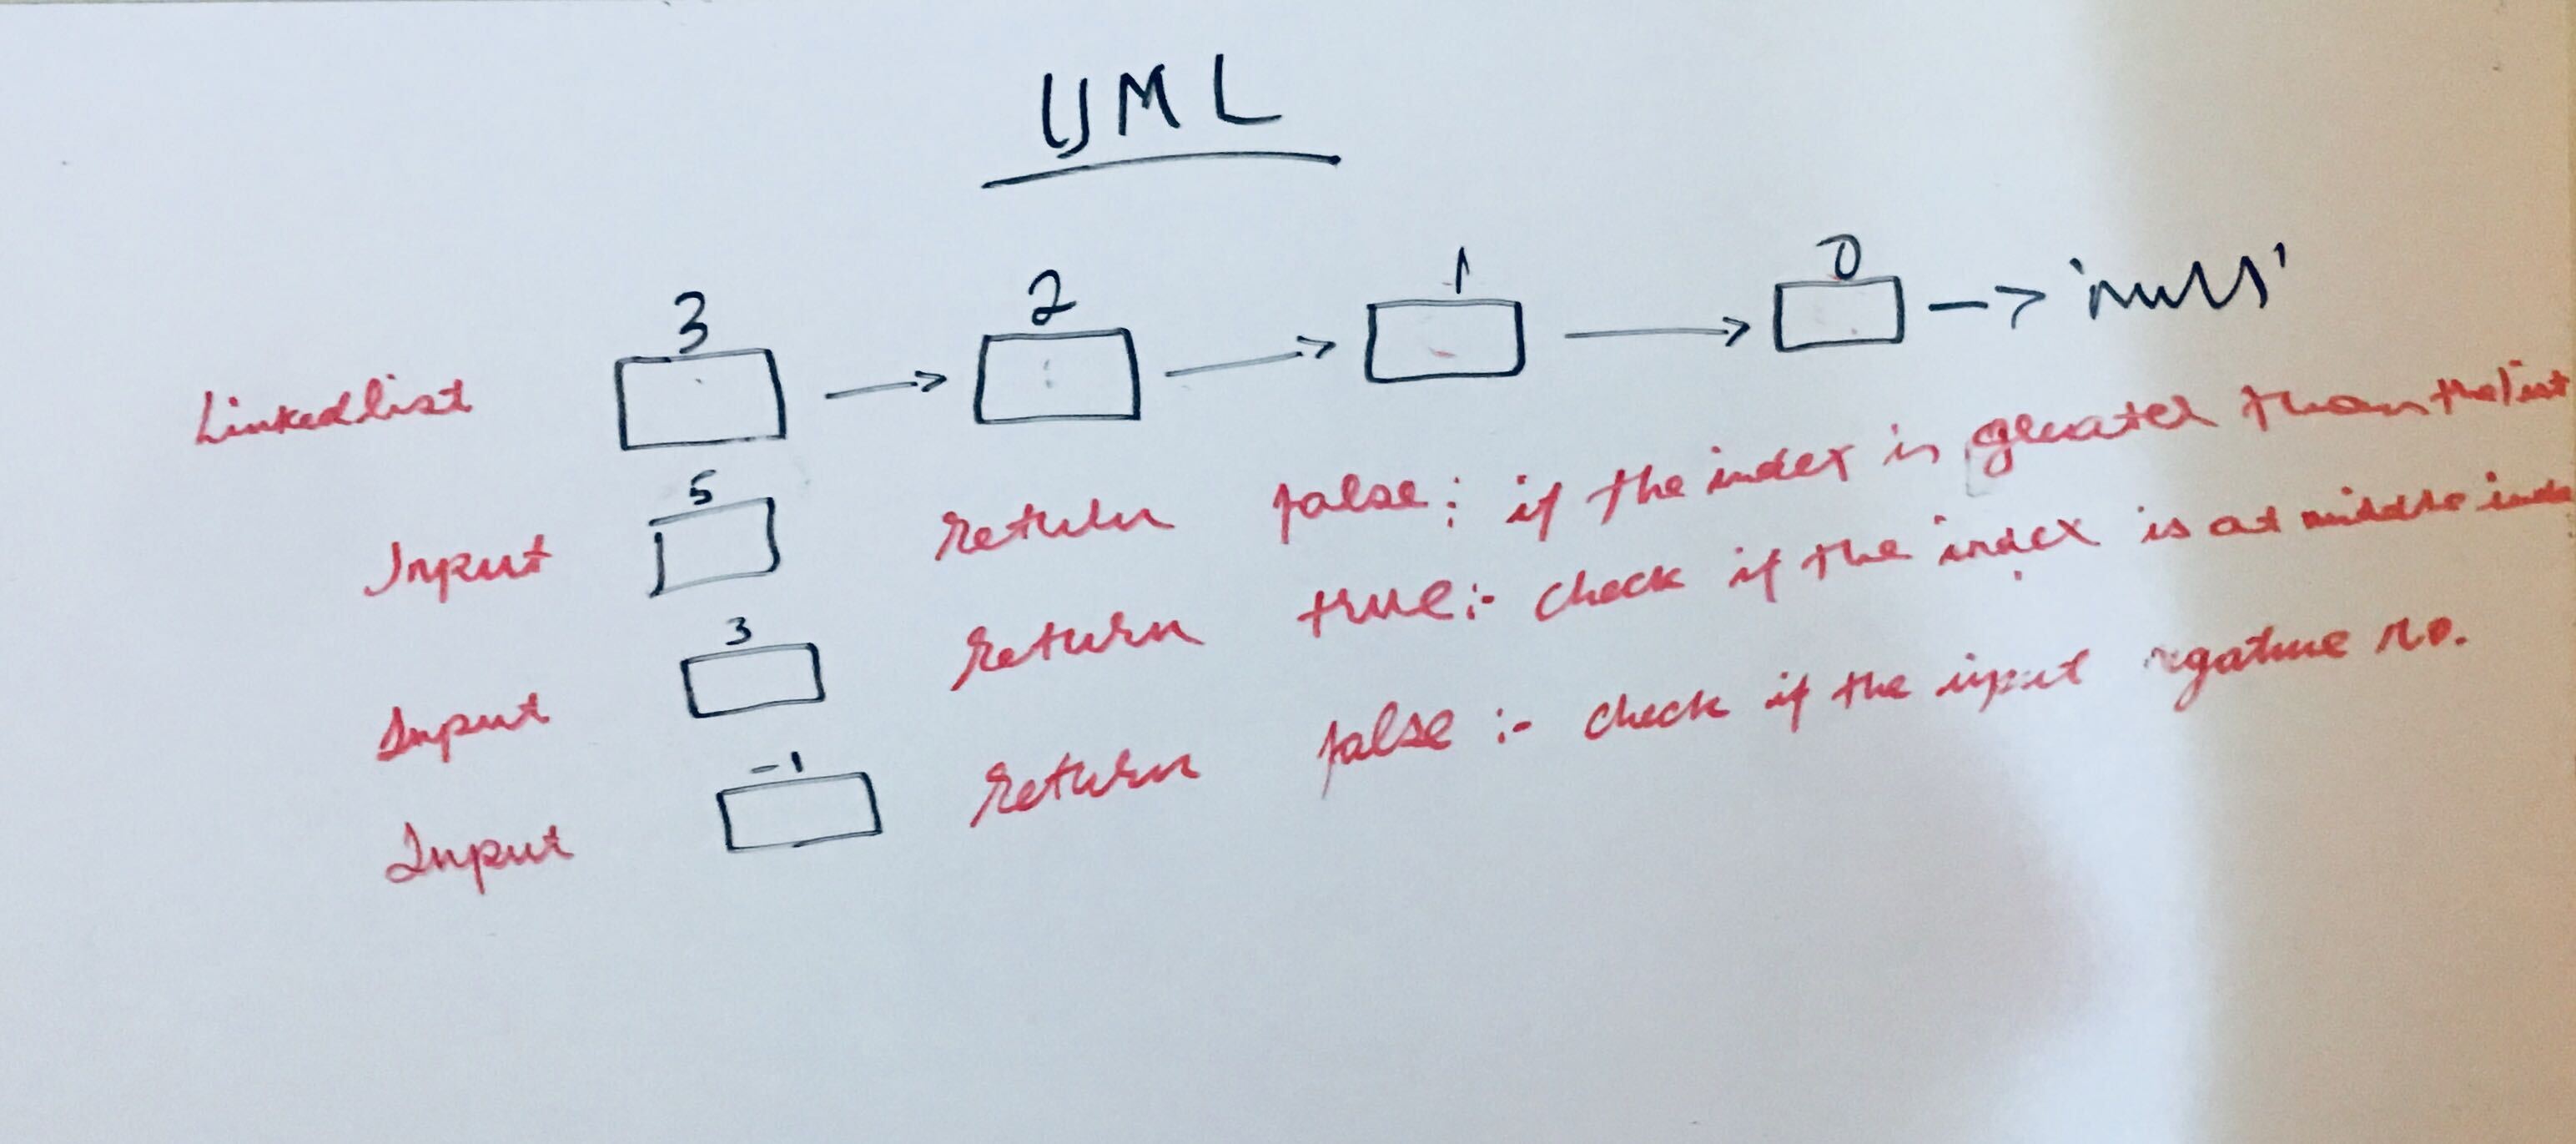 UML
3 2 1 0
Linkedlist → → → -> 'null'
5
Input return false: if the index is greater than the list
3
Input return true:- check if the index is at middle
-1
Input return false:- check if the input negative no.